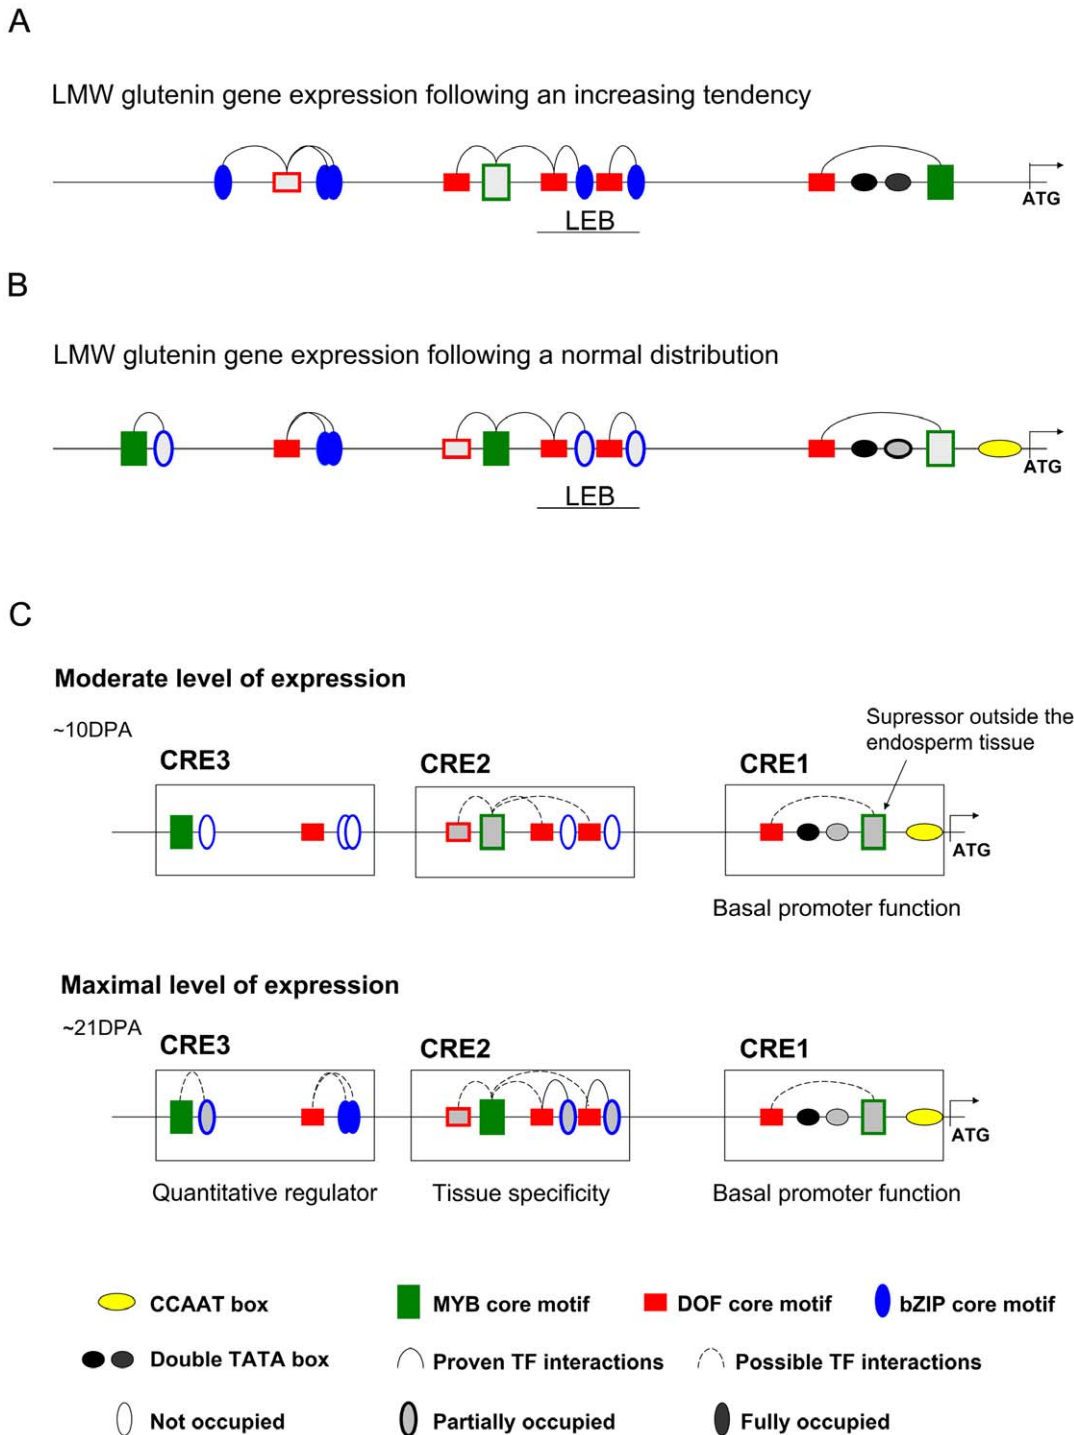 A
LMW glutenin gene expression following an increasing tendency
LEB
ATG
B
LMW glutenin gene expression following a normal distribution
LEB
ATG
C
Moderate level of expression
~10DPA
Supressor outside the
endosperm tissue
CRE3 CRE2 CRE1
ATG
Basal promoter function
Maximal level of expression
~21DPA
CRE3 CRE2 CRE1
ATG
Quantitative regulator Tissue specificity Basal promoter function
CCAAT box MYB core motif DOF core motif bZIP core motif
Double TATA box Proven TF interactions Possible TF interactions
Not occupied Partially occupied Fully occupied